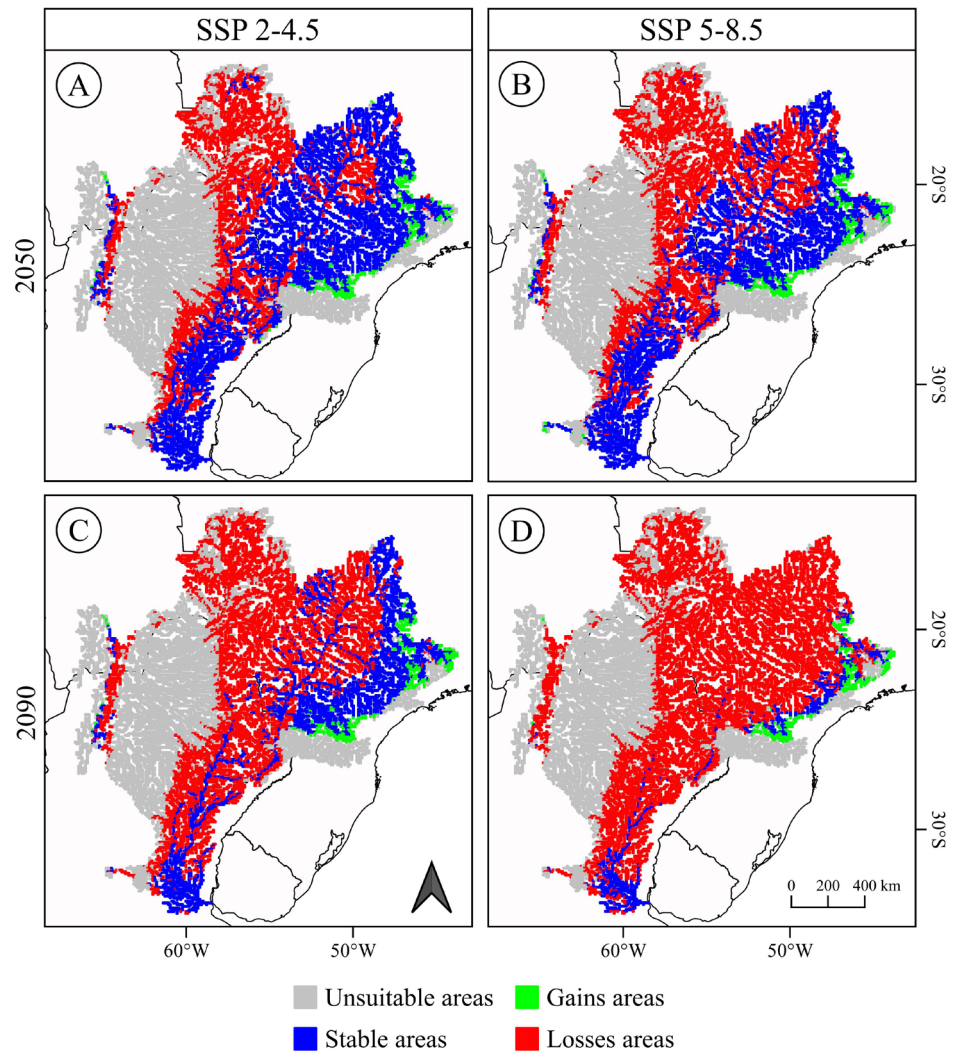 SSP 2-4.5
SSP 5-8.5
2050
A
B
20°S
30°S
2090
C
D
20°S
30°S
0 200 400 km
60°W 50°W
60°W 50°W
Unsuitable areas
Gains areas
Stable areas
Losses areas